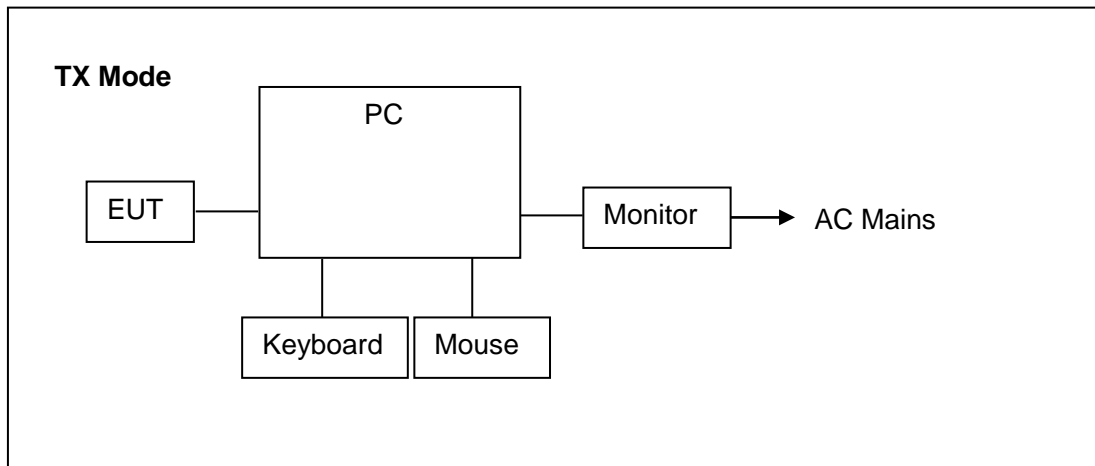 TX Mode
PC
EUT
Monitor
AC Mains
Keyboard
Mouse